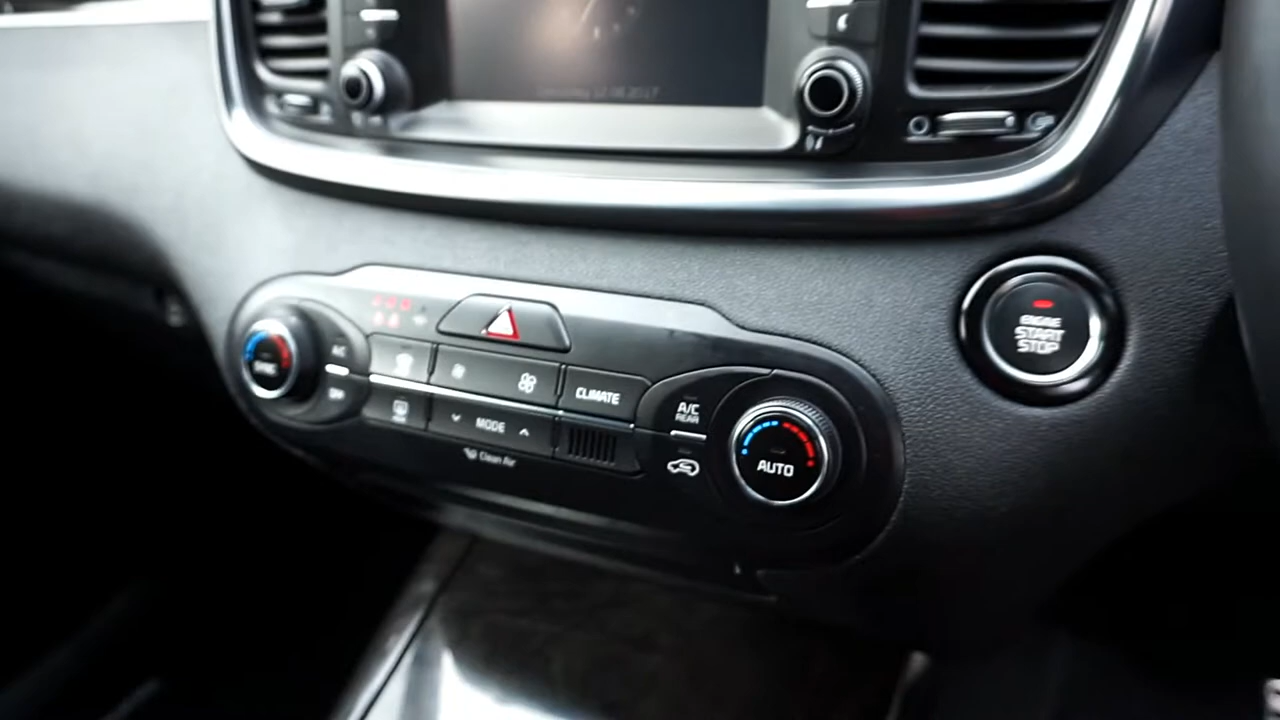 ENGINE
START
STOP
A/C
OFF
SYNC
CLIMATE
MODE
Clean Air
A/C
REAR
AUTO